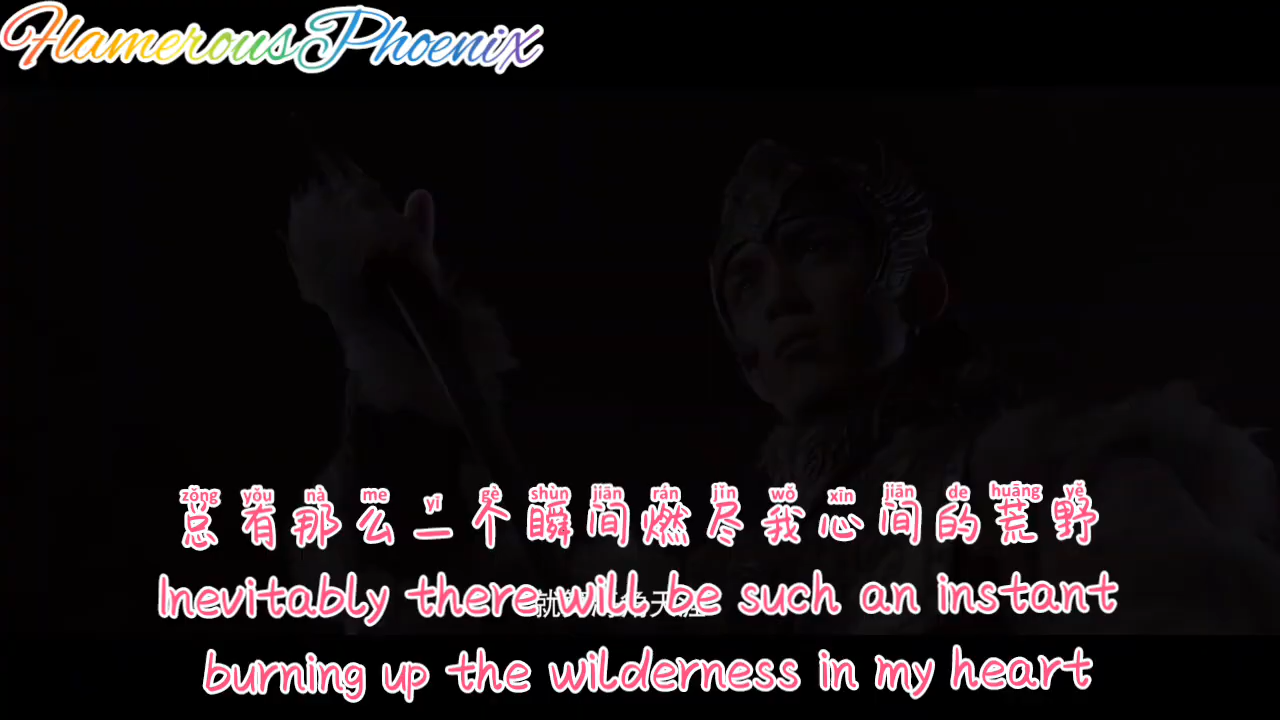 FlamerousPhoenix
zǒng yǒu nà me yī gè shùn jiān rán jǐn wǒ xīn jiān de huāng yě
总有那么一个瞬间燃尽我心间的荒野
Inevitably there will be such an instant
burning up the wilderness in my heart